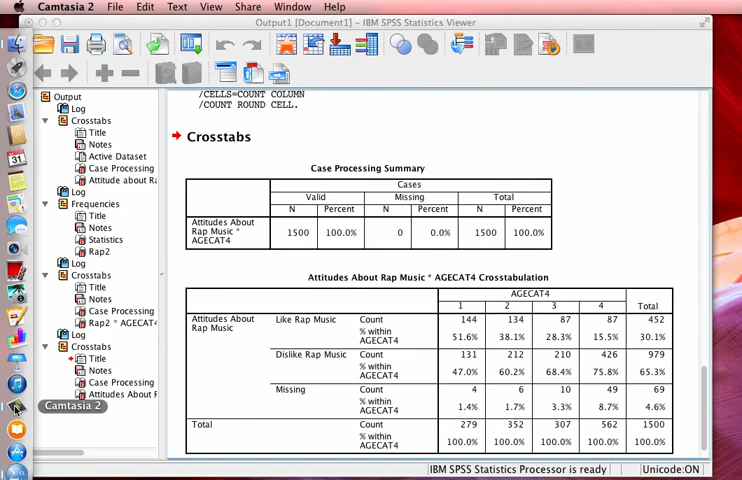 Camtasia 2 File Edit Text View Share Window Help
Output1 [Document1] – IBM SPSS Statistics Viewer
Output
Log
Crosstabs
Title
Notes
Active Dataset
Case Processing
Attitude about Ra
Log
Frequencies
Title
Notes
Statistics
Rap2
Log
Crosstabs
Title
Notes
Case Processing
Rap2 * AGECAT4
Log
Crosstabs
Title
Notes
Case Processing
Attitudes About F
Camtasia 2
31
/CELLS=COUNT COLUMN
/COUNT ROUND CELL.
Crosstabs
Case Processing Summary
Cases
Valid Missing Total
N Percent N Percent N Percent
Attitudes About
Rap Music * 1500 100.0% 0 0.0% 1500 100.0%
AGECAT4
Attitudes About Rap Music * AGECAT4 Crosstabulation
AGECAT4
1 2 3 4 Total
Attitudes About Like Rap Music Count 144 134 87 87 452
Rap Music
% within 51.6% 38.1% 28.3% 15.5% 30.1%
AGECAT4
Dislike Rap Music Count 131 212 210 426 979
% within 47.0% 60.2% 68.4% 75.8% 65.3%
AGECAT4
Missing Count 4 6 10 49 69
% within 1.4% 1.7% 3.3% 8.7% 4.6%
AGECAT4
Total Count 279 352 307 562 1500
% within 100.0% 100.0% 100.0% 100.0% 100.0%
AGECAT4
IBM SPSS Statistics Processor is ready Unicode:ON